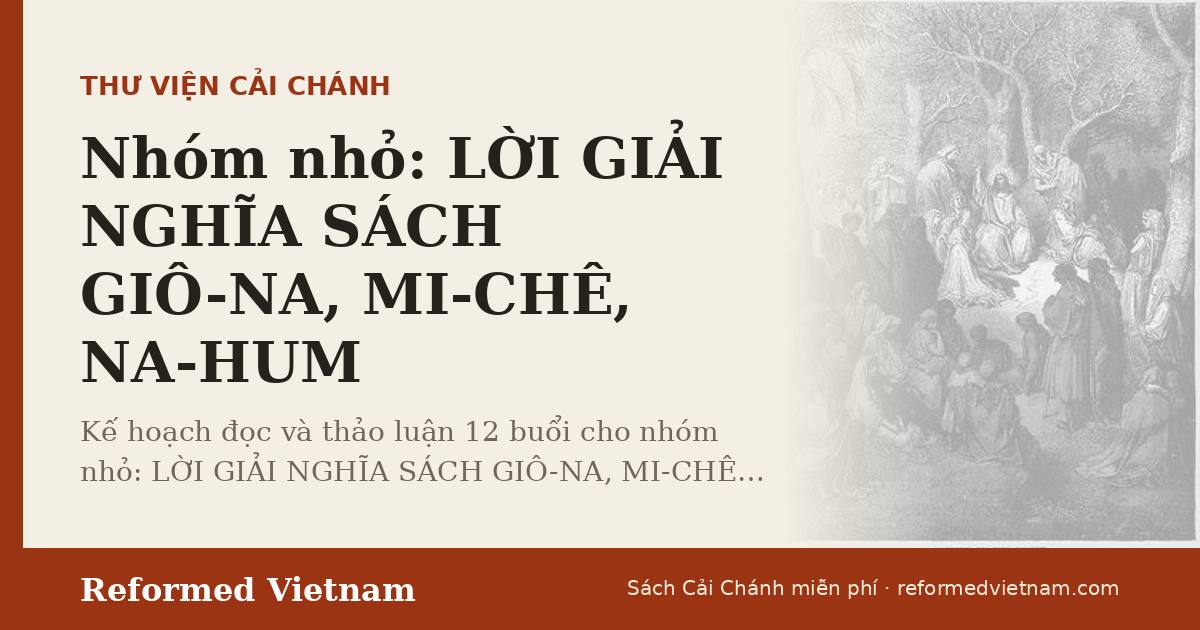 THƯ VIỆN CẢI CHÁNH
Nhóm nhỏ: LỜI GIẢI
NGHĨA SÁCH
GIÔ-NA, MI-CHÊ,
NA-HUM
Kế hoạch đọc và thảo luận 12 buổi cho nhóm
nhỏ: LỜI GIẢI NGHĨA SÁCH GIÔ-NA, MI-CHÊ…
Reformed Vietnam
Sách Cải Chánh miễn phí · reformedvietnam.com